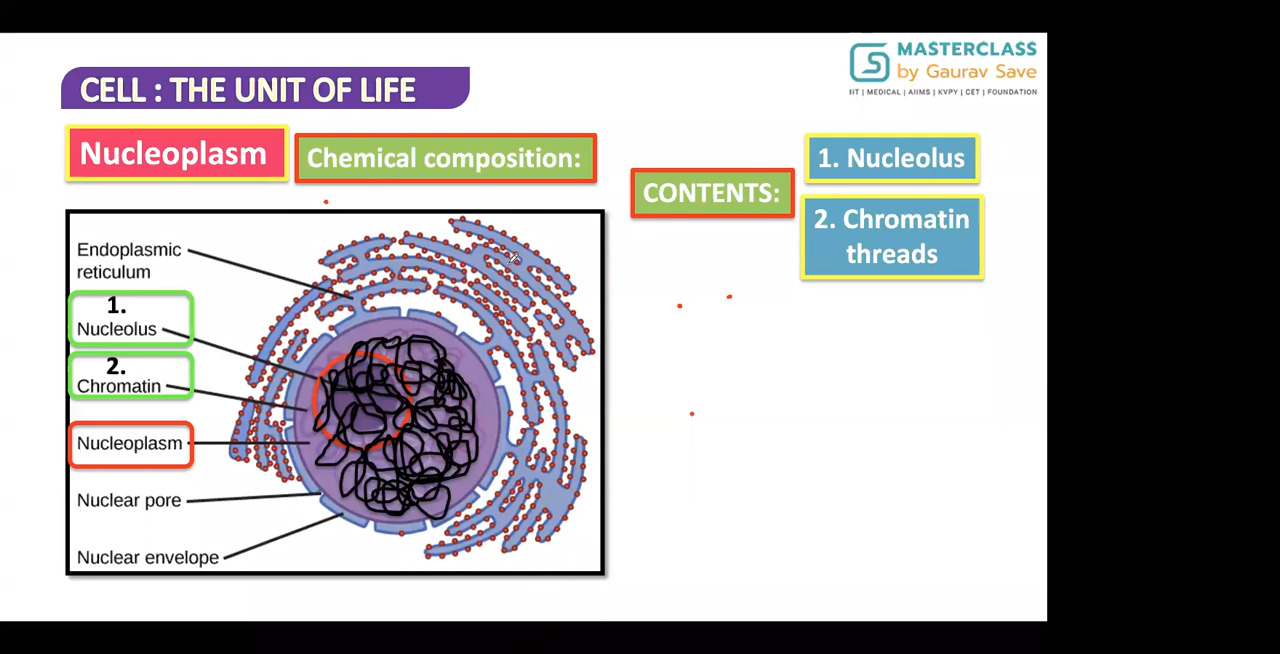 MASTERCLASS
by Gaurav Save
IIT | MEDICAL | AIIMS | KVPY | CET | FOUNDATION
CELL : THE UNIT OF LIFE
Nucleoplasm
Chemical composition:
CONTENTS:
1. Nucleolus
2. Chromatin
threads
Endoplasmic
reticulum
1.
Nucleolus
2.
Chromatin
Nucleoplasm
Nuclear pore
Nuclear envelope